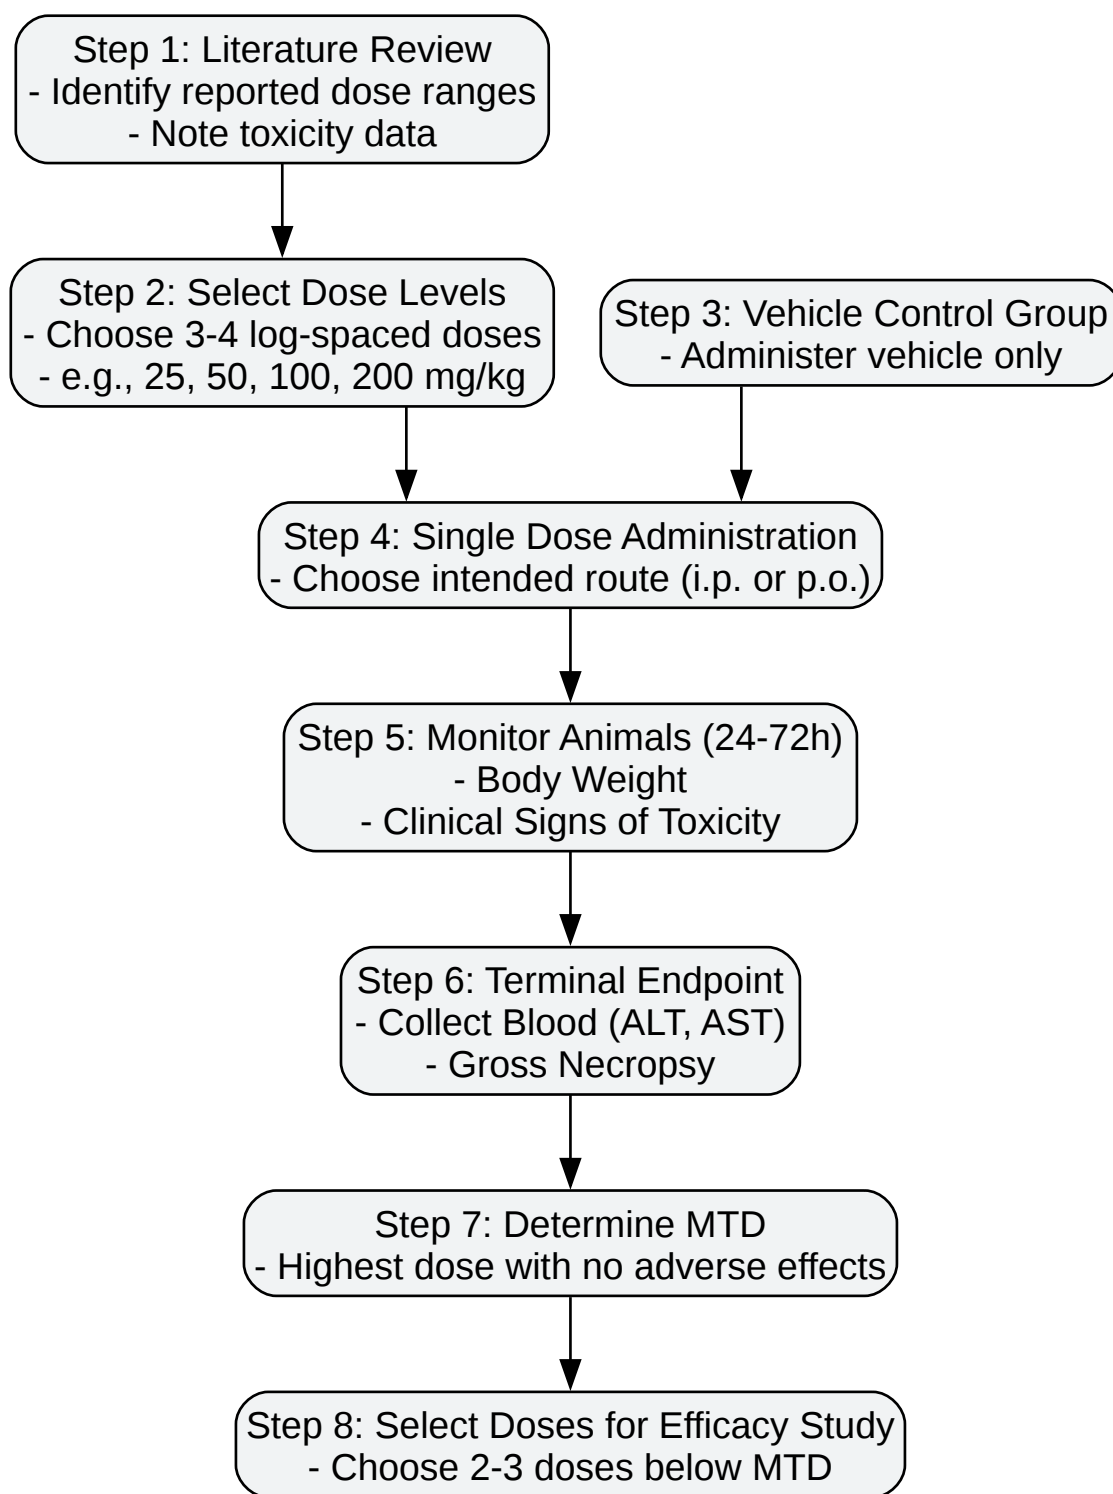 Step 1: Literature Review
- Identify reported dose ranges
- Note toxicity data
Step 2: Select Dose Levels
- Choose 3-4 log-spaced doses
- e.g., 25, 50, 100, 200 mg/kg
Step 3: Vehicle Control Group
- Administer vehicle only
Step 4: Single Dose Administration
- Choose intended route (i.p. or p.o.)
Step 5: Monitor Animals (24-72h)
- Body Weight
- Clinical Signs of Toxicity
Step 6: Terminal Endpoint
- Collect Blood (ALT, AST)
- Gross Necropsy
Step 7: Determine MTD
- Highest dose with no adverse effects
Step 8: Select Doses for Efficacy Study
- Choose 2-3 doses below MTD